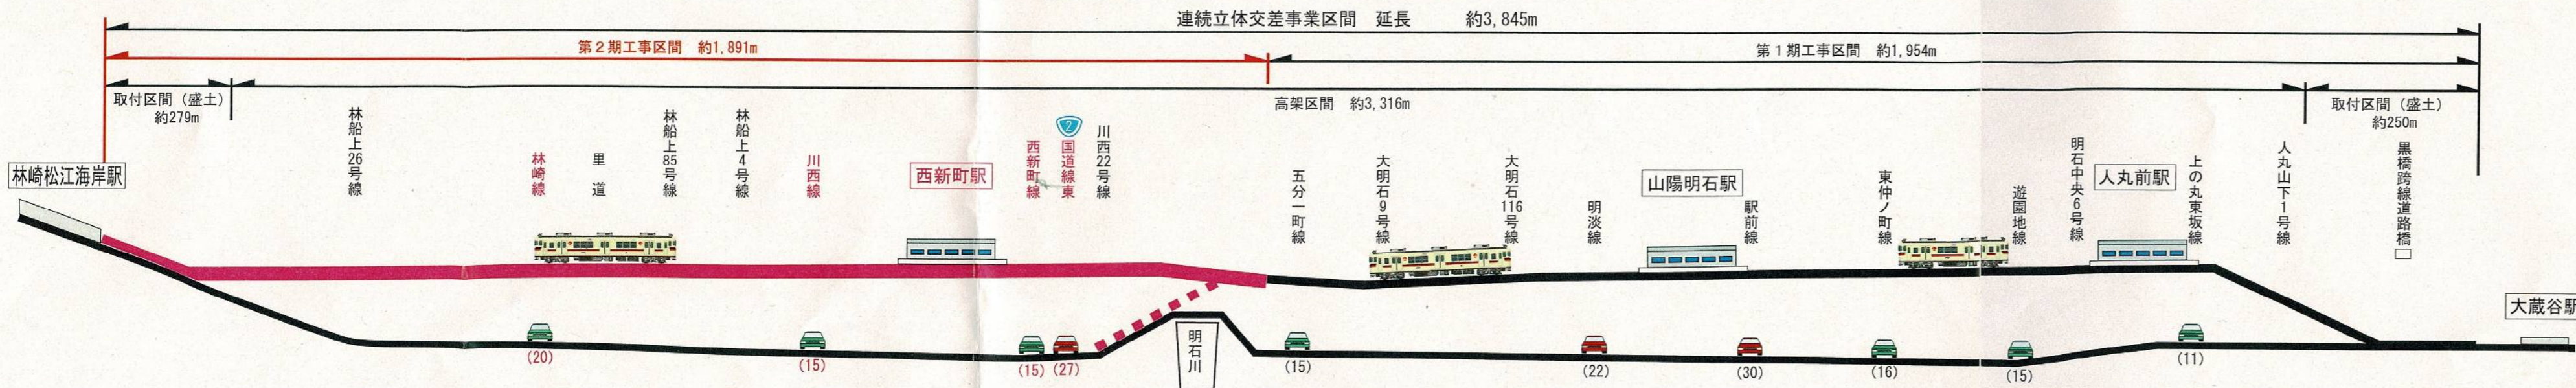 連続立体交差事業区間　延長　　約3,845m
第2期工事区間　約1,891m
第1期工事区間　約1,954m
取付区間（盛土）
約279m
高架区間　約3,316m
取付区間（盛土）
約250m
林崎松江海岸駅
林船上26号線
林崎線
里道
林船上85号線
林船上4号線
川西線
西新町駅
西新町線
2
国道線東
川西22号線
五分一町線
大明石9号線
大明石116号線
明淡線
山陽明石駅
駅前線
東仲ノ町線
遊園地線
明石中央6号線
人丸前駅
上の丸東坂線
人丸山下1号線
黒橋跨線道路橋
大蔵谷駅
明石川
(20)
(15)
(15)
(27)
(15)
(22)
(30)
(16)
(15)
(11)